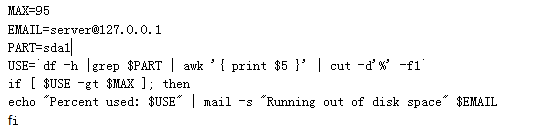 MAX=95
EMAIL=server@127.0.0.1
PART=sda1
USE=`df -h |grep $PART | awk '{ print $5 }' | cut -d'%' -f1`
if [ $USE -gt $MAX ]; then
echo "Percent used: $USE" | mail -s "Running out of disk space" $EMAIL
fi